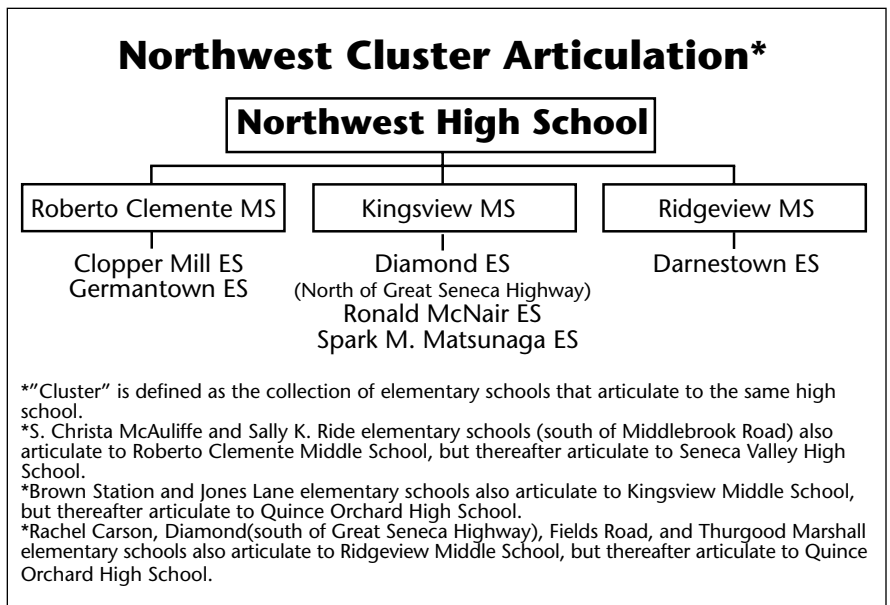 Northwest Cluster Articulation*
Northwest High School
Roberto Clemente MS
Kingsview MS
Ridgeview MS
Clopper Mill ES
Germantown ES
Diamond ES
(North of Great Seneca Highway)
Ronald McNair ES
Spark M. Matsunaga ES
Darnestown ES
*”Cluster” is defined as the collection of elementary schools that articulate to the same high
school.
*S. Christa McAuliffe and Sally K. Ride elementary schools (south of Middlebrook Road) also
articulate to Roberto Clemente Middle School, but thereafter articulate to Seneca Valley High
School.
*Brown Station and Jones Lane elementary schools also articulate to Kingsview Middle School,
but thereafter articulate to Quince Orchard High School.
*Rachel Carson, Diamond(south of Great Seneca Highway), Fields Road, and Thurgood Marshall
elementary schools also articulate to Ridgeview Middle School, but thereafter articulate to Quince
Orchard High School.